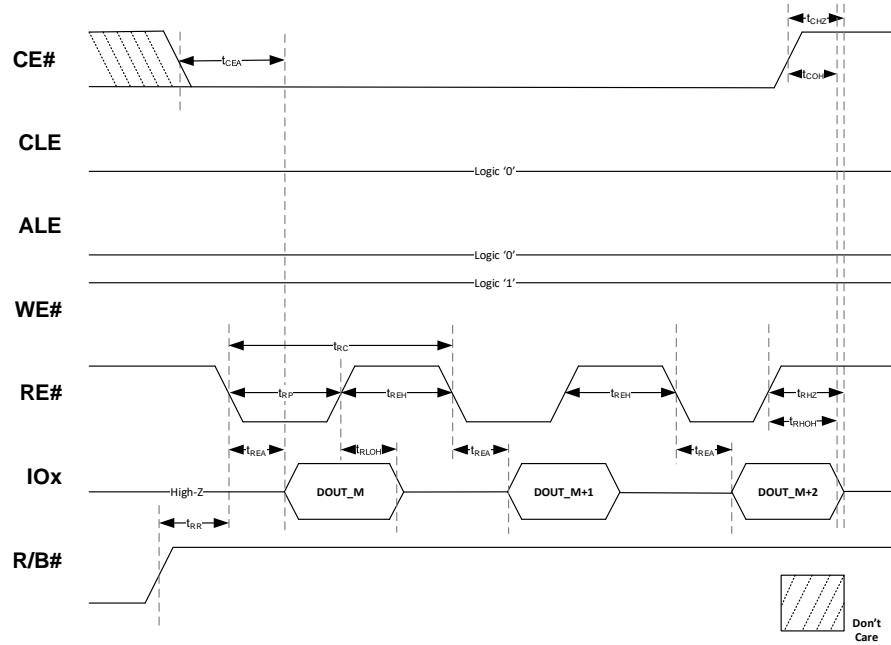 CE#
tCEA
tCHZ
tCOH
CLE
Logic ‘0’
ALE
Logic ‘0’
WE#
Logic ‘1’
RE#
tRC
tRP
tREH
tREH
tRHZ
tRHOH
IOx
tREA
tRLOH
tREA
tREA
High-Z
DOUT_M
DOUT_M+1
DOUT_M+2
tRR
R/B#
Don’t
Care